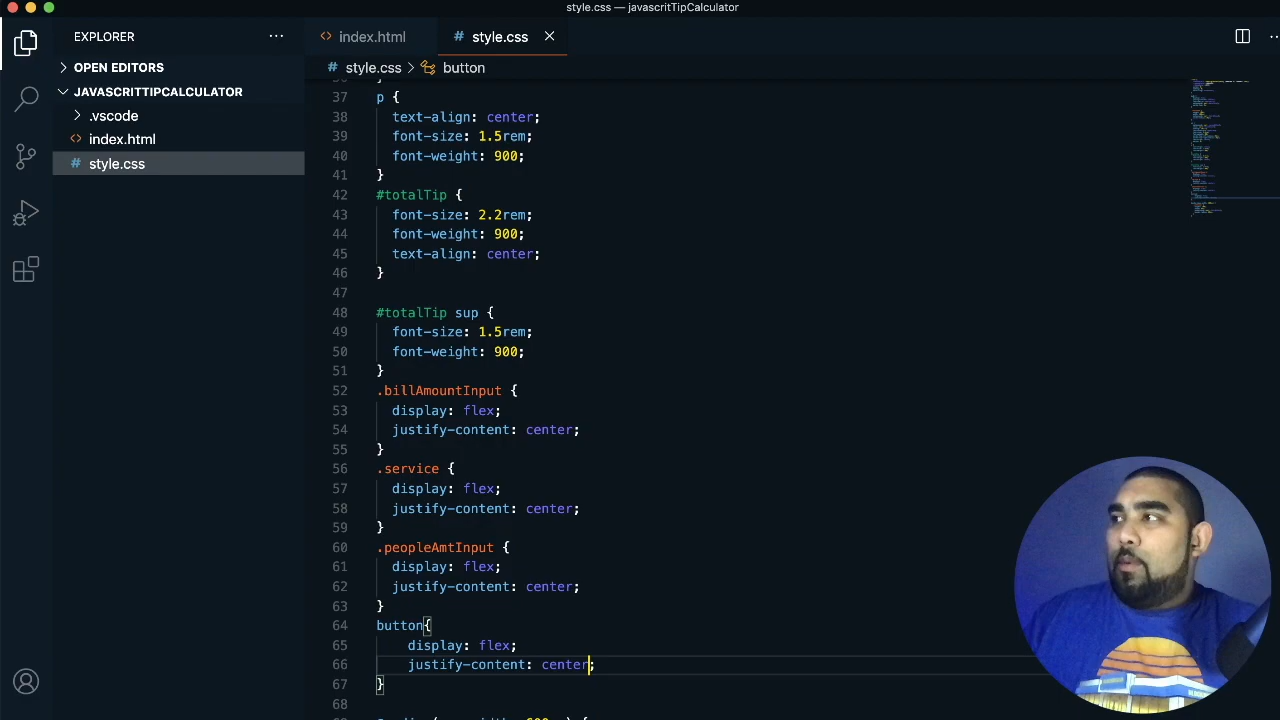 style.css — javascritTipCalculator
EXPLORER
index.html
style.css
OPEN EDITORS
style.css > button
JAVASCRITTIPCALCULATOR
.vscode
index.html
style.css
37 p {
38 text-align: center;
39 font-size: 1.5rem;
40 font-weight: 900;
41 }
42 #totalTip {
43 font-size: 2.2rem;
44 font-weight: 900;
45 text-align: center;
46 }
47
48 #totalTip sup {
49 font-size: 1.5rem;
50 font-weight: 900;
51 }
52 .billAmountInput {
53 display: flex;
54 justify-content: center;
55 }
56 .service {
57 display: flex;
58 justify-content: center;
59 }
60 .peopleAmtInput {
61 display: flex;
62 justify-content: center;
63 }
64 button{
65 display: flex;
66 justify-content: center;
67 }
68